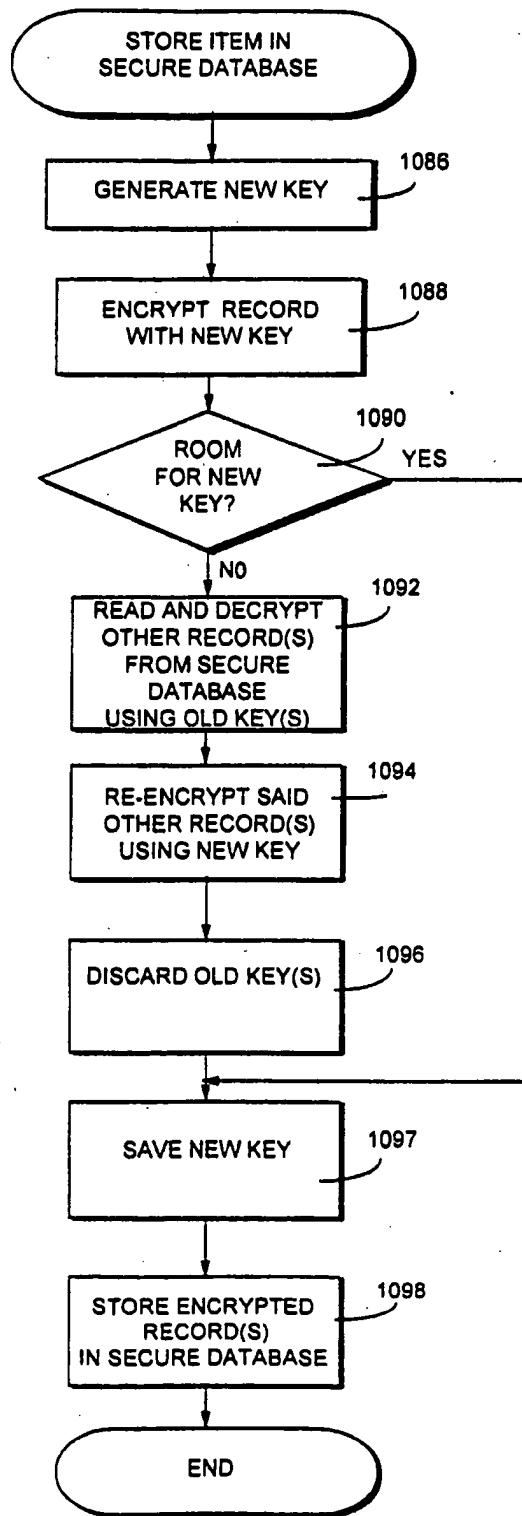 STORE ITEM IN
SECURE DATABASE
1086
GENERATE NEW KEY
1088
ENCRYPT RECORD
WITH NEW KEY
1090
ROOM
FOR NEW
KEY?
YES
NO
1092
READ AND DECRYPT
OTHER RECORD(S)
FROM SECURE
DATABASE
USING OLD KEY(S)
1094
RE-ENCRYPT SAID
OTHER RECORD(S)
USING NEW KEY
1096
DISCARD OLD KEY(S)
SAVE NEW KEY
1097
1098
STORE ENCRYPTED
RECORD(S)
IN SECURE DATABASE
END